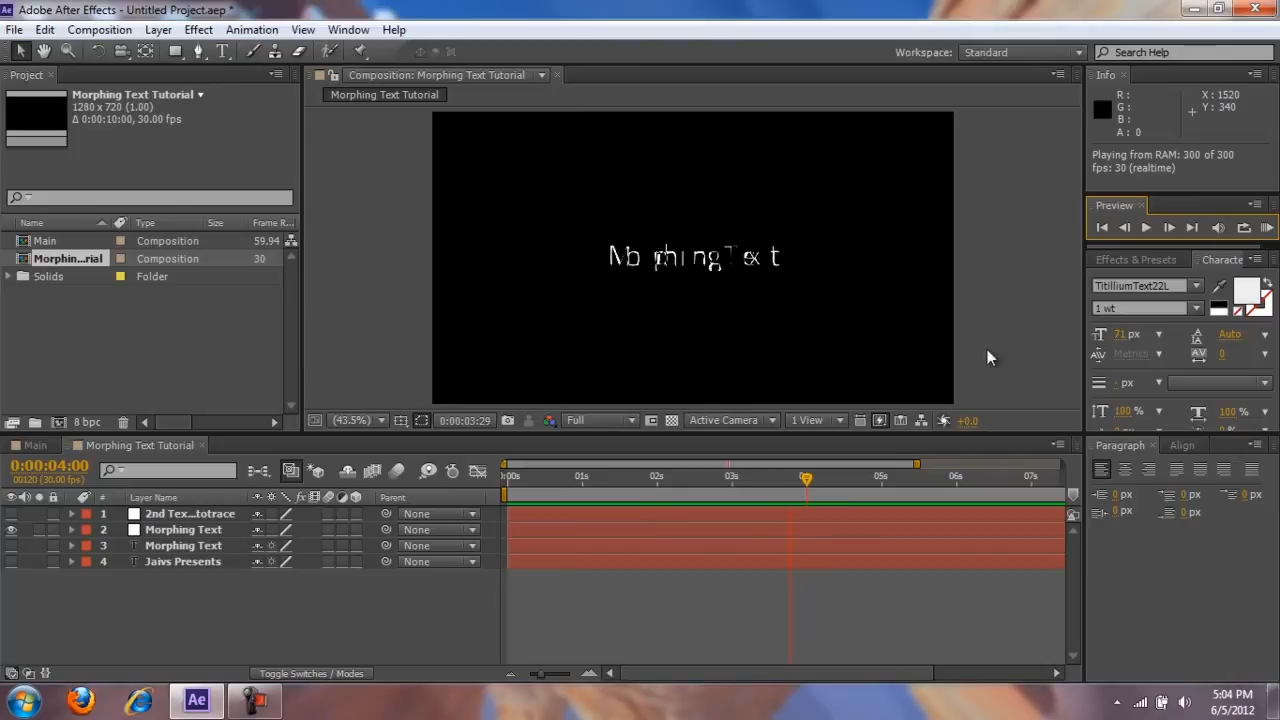 Adobe After Effects - Untitled Project.aep *
File Edit Composition Layer Effect Animation View Window Help
Workspace: Standard Search Help
Project
Morphing Text Tutorial
1280 x 720 (1.00)
Δ 0:00:10:00, 30.00 fps
Name Type Size Frame R...
Main Composition 59.94
Morphin...rial Composition 30
Solids Folder
8 bpc
Composition: Morphing Text Tutorial
Morphing Text Tutorial
(43.5%) 0:00:03:29 Full Active Camera 1 View +0.0
Info
R :
G :
B :
A : 0
X : 1520
Y : 340
Playing from RAM: 300 of 300
fps: 30 (realtime)
Preview
Effects & Presets Characte
TitilliumText22L
1 wt
71 px Auto
Metrics 0
- px
100 % 100 %
Main Morphing Text Tutorial
0:00:04:00
00120 (30.00 fps)
# Layer Name Parent
1 2nd Tex...totrace None
2 Morphing Text None
3 T Morphing Text None
4 T Jaivs Presents None
Toggle Switches / Modes
:00s 01s 02s 03s 05s 06s 07s
Paragraph Align
0 px 0 px 0 px
0 px 0 px
Ae
5:04 PM
6/5/2012